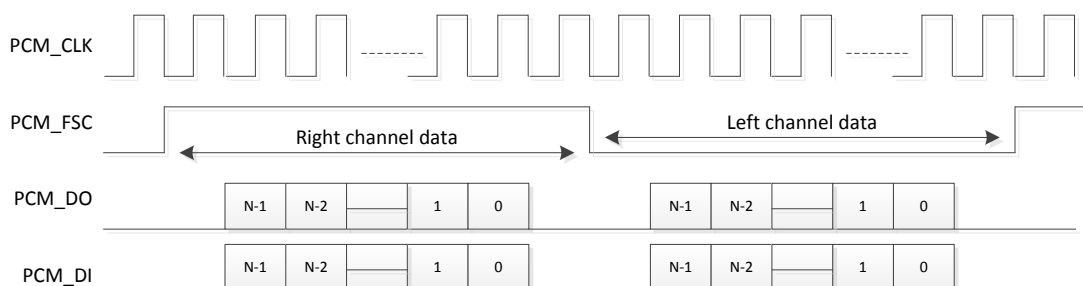 PCM_CLK
PCM_FSC
Right channel data
Left channel data
PCM_DO
N-1 N-2 1 0 N-1 N-2 1 0
PCM_DI
N-1 N-2 1 0 N-1 N-2 1 0